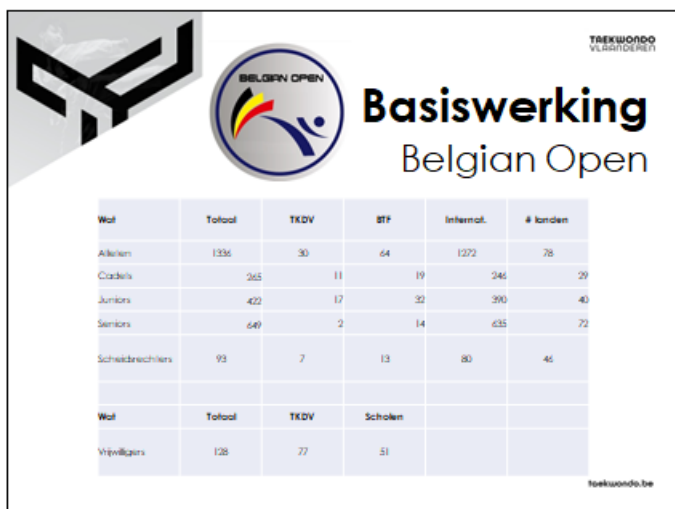 TAEKWONDO
VLAANDEREN
BELGIAN OPEN
Basiswerking
Belgian Open
Wat Totaal TKDV BTF Internat. # landen
Atleten 1336 30 64 1272 78
Cadets 265 11 19 246 29
Juniors 422 17 32 390 40
Seniors 649 2 14 635 72
Scheidsrechters 93 7 13 80 46
Wat Totaal TKDV Scholen
Vrijwilligers 128 77 51
taekwondo.be